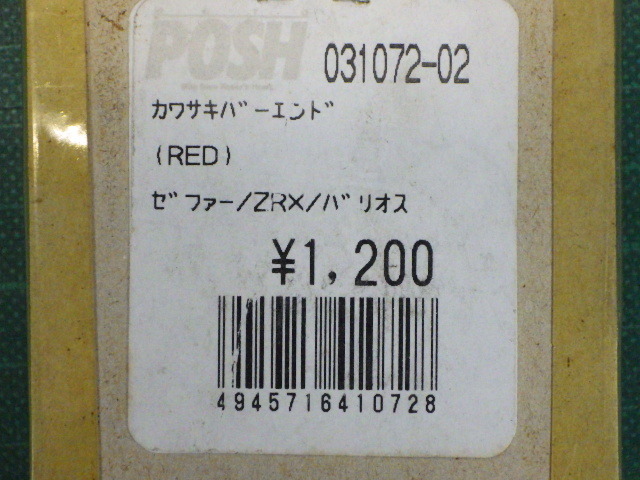 POSH
031072-02
カワサキバーエンド
(RED)
ゼファー/ZRX/バリオス
¥1,200
4945716410728